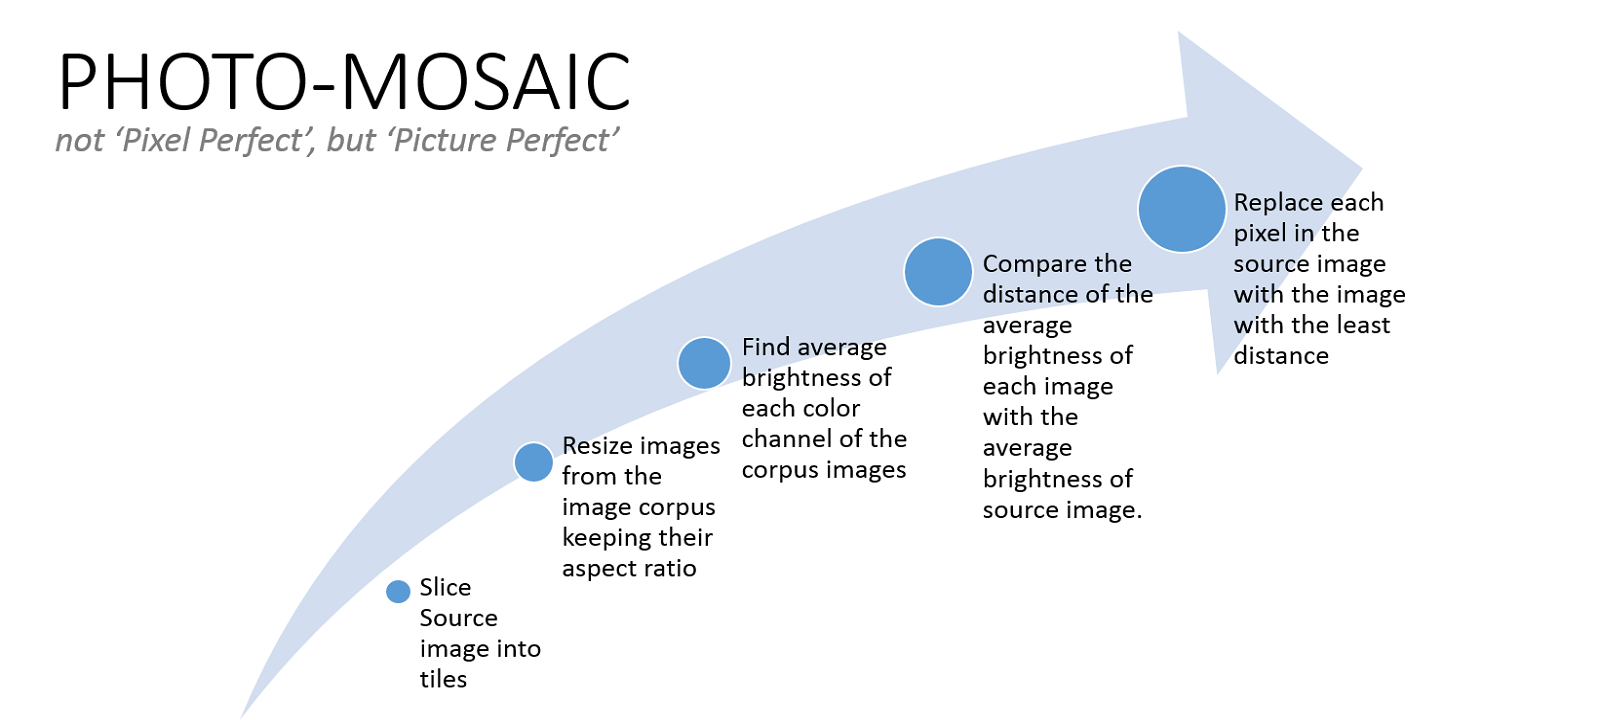 PHOTO-MOSAIC
not ‘Pixel Perfect’, but ‘Picture Perfect’
Slice
Source
image into
tiles
Resize images
from the
image corpus
keeping their
aspect ratio
Find average
brightness of
each color
channel of the
corpus images
Compare the
distance of the
average
brightness of
each image
with the
average
brightness of
source image.
Replace each
pixel in the
source image
with the image
with the least
distance